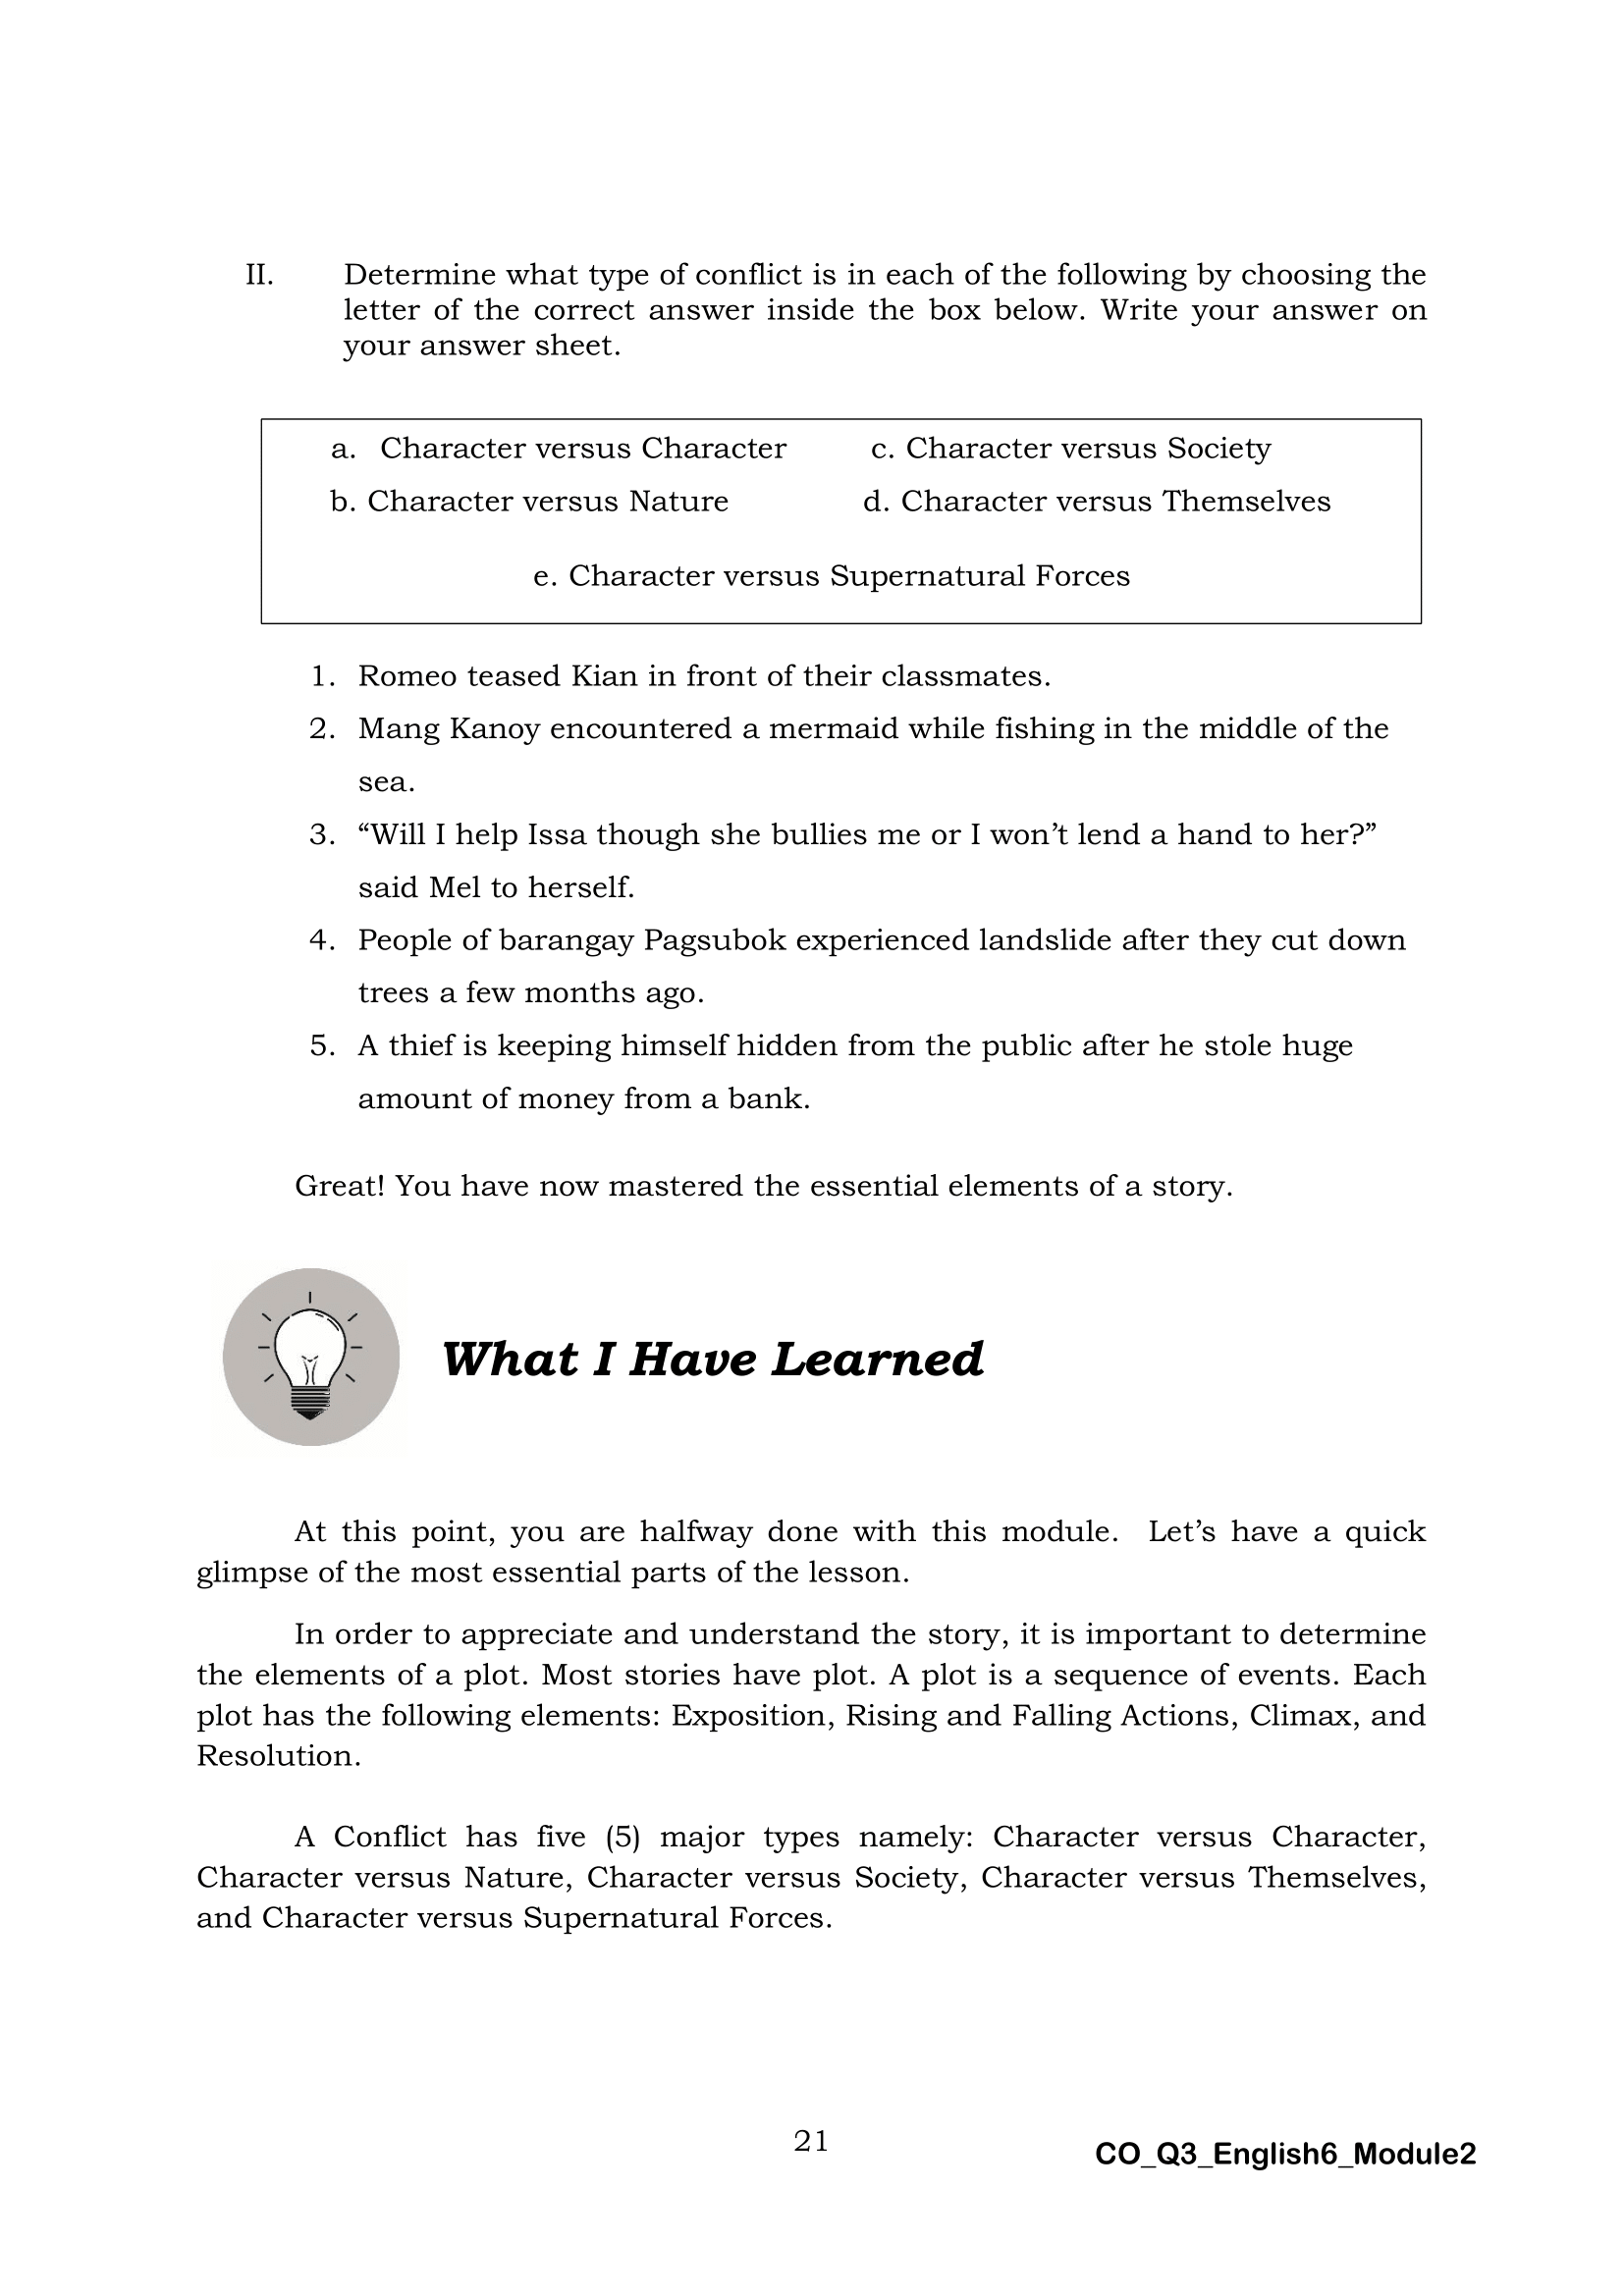 II. Determine what type of conflict is in each of the following by choosing the
letter of the correct answer inside the box below. Write your answer on
your answer sheet.
a. Character versus Character c. Character versus Society
b. Character versus Nature d. Character versus Themselves
e. Character versus Supernatural Forces
1. Romeo teased Kian in front of their classmates.
2. Mang Kanoy encountered a mermaid while fishing in the middle of the
sea.
3. “Will I help Issa though she bullies me or I won’t lend a hand to her?”
said Mel to herself.
4. People of barangay Pagsubok experienced landslide after they cut down
trees a few months ago.
5. A thief is keeping himself hidden from the public after he stole huge
amount of money from a bank.
Great! You have now mastered the essential elements of a story.
What I Have Learned
At this point, you are halfway done with this module. Let’s have a quick
glimpse of the most essential parts of the lesson.
In order to appreciate and understand the story, it is important to determine
the elements of a plot. Most stories have plot. A plot is a sequence of events. Each
plot has the following elements: Exposition, Rising and Falling Actions, Climax, and
Resolution.
A Conflict has five (5) major types namely: Character versus Character,
Character versus Nature, Character versus Society, Character versus Themselves,
and Character versus Supernatural Forces.
21
CO_Q3_English6_Module2